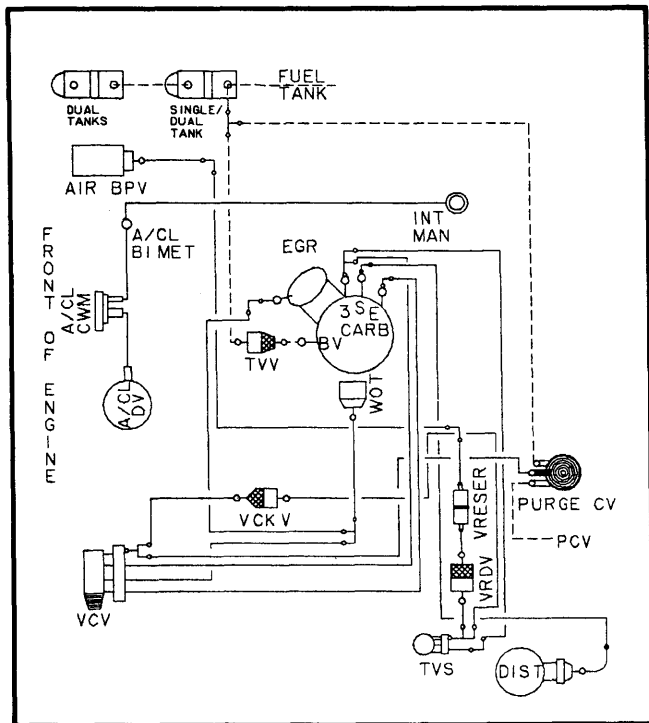 FUEL
TANK
DUAL
TANKS
SINGLE/
DUAL
TANK
AIR BPV
INT
MAN
A/CL
BIMET
EGR
FRONT OF ENGINE
A/CL
CWM
3 S E
CARB
BV
TVV
A/CL
DV
WOT
VCKV
VRESER
PURGE CV
PCV
VRDV
VCV
TVS
DIST